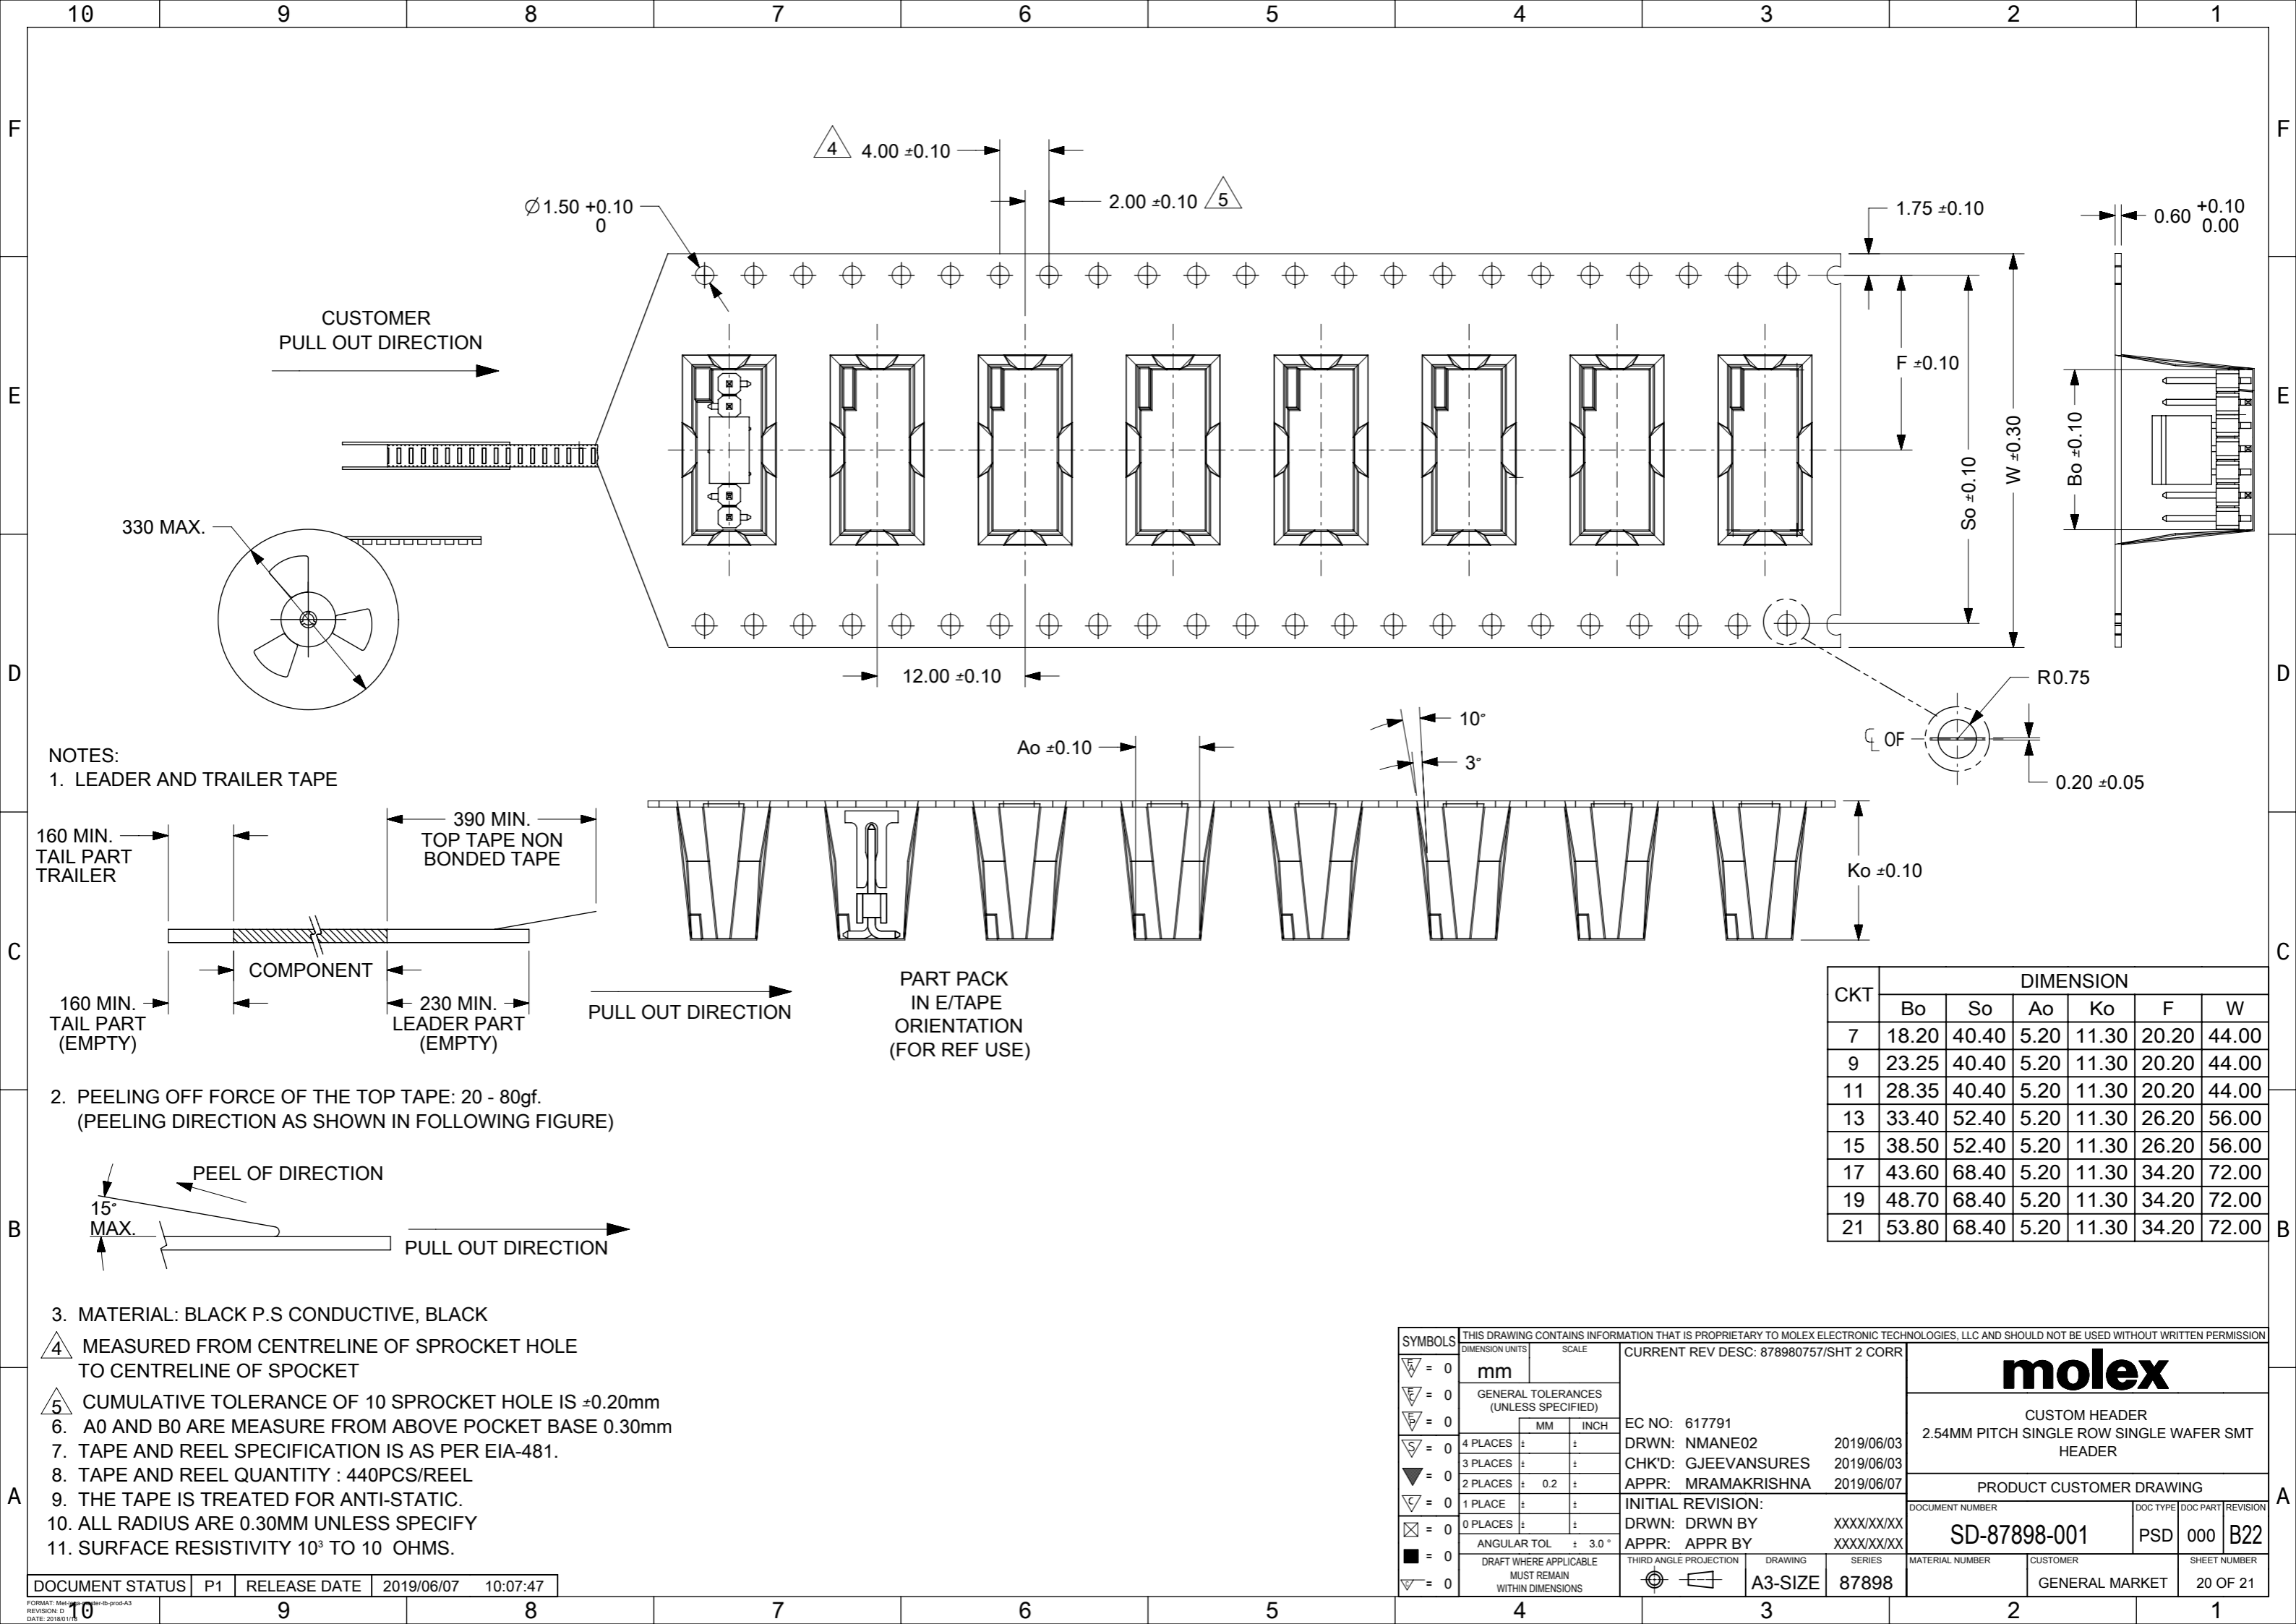 10 9 8 7 6 5 4 3 2 1
F F
E E
D D
C C
B B
A A
4 4.00 ±0.10
2.00 ±0.10 5
Ø1.50 +0.10
0
1.75 ±0.10
0.60 +0.10
0.00
CUSTOMER
PULL OUT DIRECTION
F ±0.10
So ±0.10
W ±0.30
Bo ±0.10
330 MAX.
12.00 ±0.10
R0.75
℄ OF
0.20 ±0.05
10°
3°
Ao ±0.10
Ko ±0.10
NOTES:
1. LEADER AND TRAILER TAPE
160 MIN.
TAIL PART
TRAILER
390 MIN.
TOP TAPE NON
BONDED TAPE
COMPONENT
160 MIN.
TAIL PART
(EMPTY)
230 MIN.
LEADER PART
(EMPTY)
PULL OUT DIRECTION
PART PACK
IN E/TAPE
ORIENTATION
(FOR REF USE)
CKT DIMENSION
Bo So Ao Ko F W
7 18.20 40.40 5.20 11.30 20.20 44.00
9 23.25 40.40 5.20 11.30 20.20 44.00
11 28.35 40.40 5.20 11.30 20.20 44.00
13 33.40 52.40 5.20 11.30 26.20 56.00
15 38.50 52.40 5.20 11.30 26.20 56.00
17 43.60 68.40 5.20 11.30 34.20 72.00
19 48.70 68.40 5.20 11.30 34.20 72.00
21 53.80 68.40 5.20 11.30 34.20 72.00
2. PEELING OFF FORCE OF THE TOP TAPE: 20 - 80gf.
(PEELING DIRECTION AS SHOWN IN FOLLOWING FIGURE)
PEEL OF DIRECTION
15°
MAX.
PULL OUT DIRECTION
3. MATERIAL: BLACK P.S CONDUCTIVE, BLACK
4 MEASURED FROM CENTRELINE OF SPROCKET HOLE
TO CENTRELINE OF SPOCKET
5 CUMULATIVE TOLERANCE OF 10 SPROCKET HOLE IS ±0.20mm
6. A0 AND B0 ARE MEASURE FROM ABOVE POCKET BASE 0.30mm
7. TAPE AND REEL SPECIFICATION IS AS PER EIA-481.
8. TAPE AND REEL QUANTITY : 440PCS/REEL
9. THE TAPE IS TREATED FOR ANTI-STATIC.
10. ALL RADIUS ARE 0.30MM UNLESS SPECIFY
11. SURFACE RESISTIVITY 10³ TO 10 OHMS.
DOCUMENT STATUS P1 RELEASE DATE 2019/06/07 10:07:47
REVISION: D
SYMBOLS
= 0
= 0
= 0
= 0
= 0
= 0
= 0
= 0
= 0
THIS DRAWING CONTAINS INFORMATION THAT IS PROPRIETARY TO MOLEX ELECTRONIC TECHNOLOGIES, LLC AND SHOULD NOT BE USED WITHOUT WRITTEN PERMISSION
DIMENSION UNITS SCALE
mm
GENERAL TOLERANCES
(UNLESS SPECIFIED)
MM INCH
4 PLACES ± ±
3 PLACES ± ±
2 PLACES ± 0.2 ±
1 PLACE ± ±
0 PLACES ± ±
ANGULAR TOL ± 3.0 °
DRAFT WHERE APPLICABLE
MUST REMAIN
WITHIN DIMENSIONS
CURRENT REV DESC: 878980757/SHT 2 CORR
EC NO: 617791
DRWN: NMANE02 2019/06/03
CHK'D: GJEEVANSURES 2019/06/03
APPR: MRAMAKRISHNA 2019/06/07
INITIAL REVISION:
DRWN: DRWN BY XXXX/XX/XX
APPR: APPR BY XXXX/XX/XX
THIRD ANGLE PROJECTION DRAWING SERIES
A3-SIZE 87898
molex
CUSTOM HEADER
2.54MM PITCH SINGLE ROW SINGLE WAFER SMT
HEADER
PRODUCT CUSTOMER DRAWING
DOCUMENT NUMBER DOC TYPE DOC PART REVISION
SD-87898-001 PSD 000 B22
MATERIAL NUMBER CUSTOMER SHEET NUMBER
GENERAL MARKET 20 OF 21
10 9 8 7 6 5 4 3 2 1